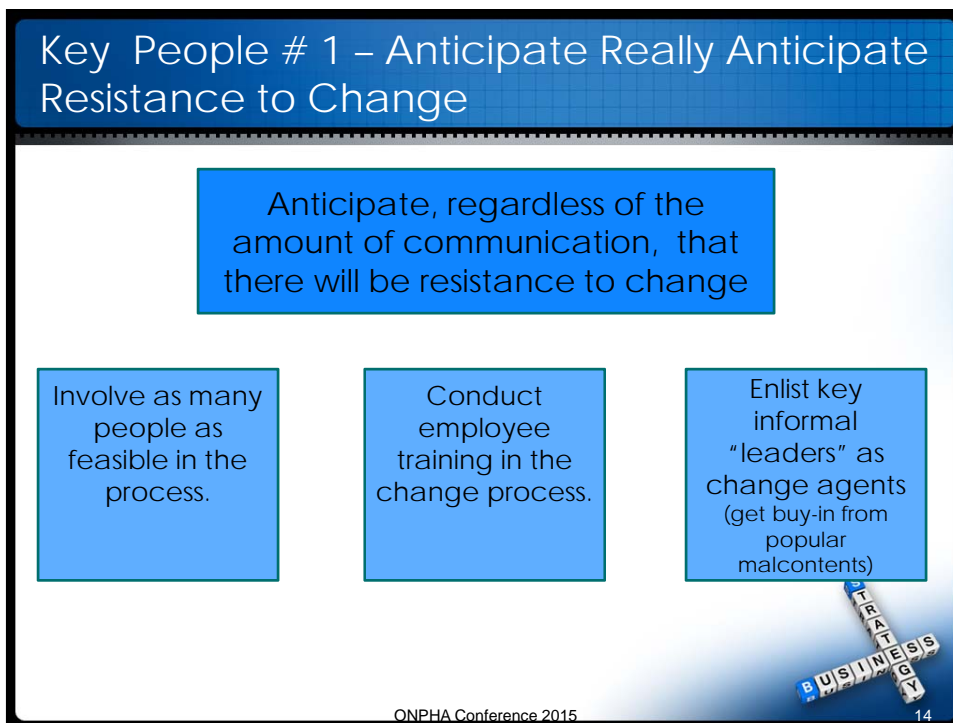 Key People # 1 – Anticipate Really Anticipate
Resistance to Change
Anticipate, regardless of the
amount of communication, that
there will be resistance to change
Involve as many
people as
feasible in the
process.
Conduct
employee
training in the
change process.
Enlist key
informal
“leaders” as
change agents
(get buy-in from
popular
malcontents)
STRATEGY
BUSINESS
ONPHA Conference 2015
14